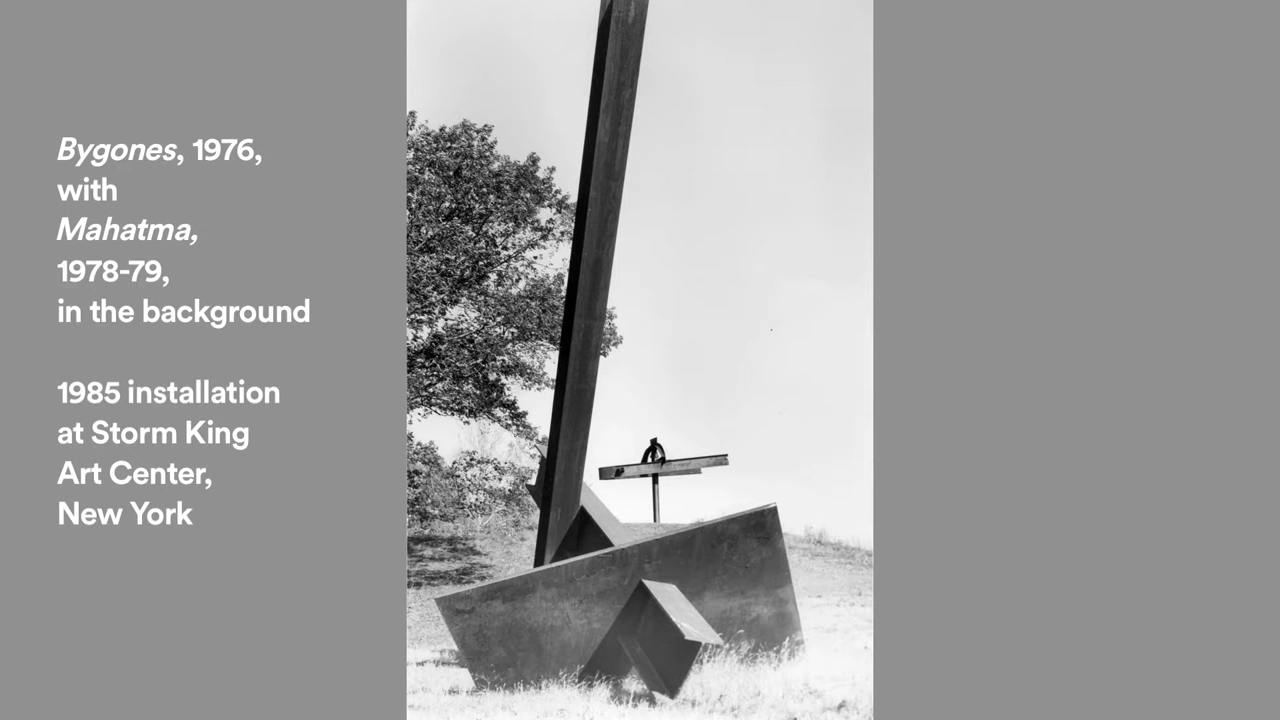 Bygones, 1976,
with
Mahatma,
1978-79,
in the background
1985 installation
at Storm King
Art Center,
New York